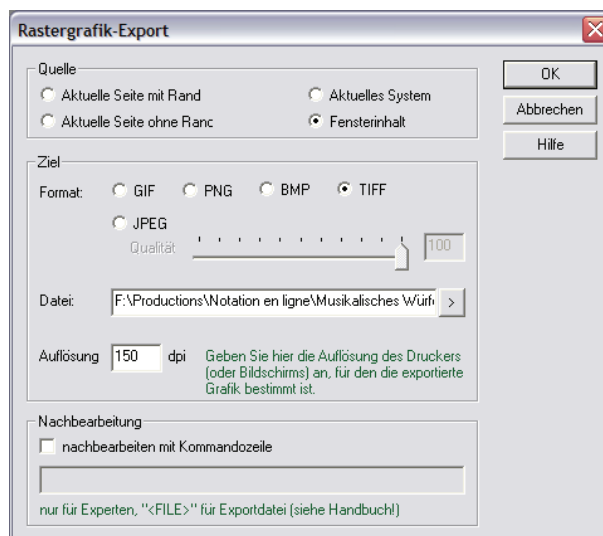 Rastergrafik-Export
Quelle
Aktuelle Seite mit Rand
Aktuelles System
Aktuelle Seite ohne Ranc
Fensterinhalt
OK
Abbrechen
Hilfe
Ziel
Format: GIF PNG BMP TIFF
JPEG
Qualität 100
Datei: F:\Productions\Notation en ligne\Musikalisches Würf >
Auflösung 150 dpi
Geben Sie hier die Auflösung des Druckers
(oder Bildschirms) an, für den die exportierte
Grafik bestimmt ist.
Nachbearbeitung
nachbearbeiten mit Kommandozeile
nur für Experten, "<FILE>" für Exportdatei (siehe Handbuch!)